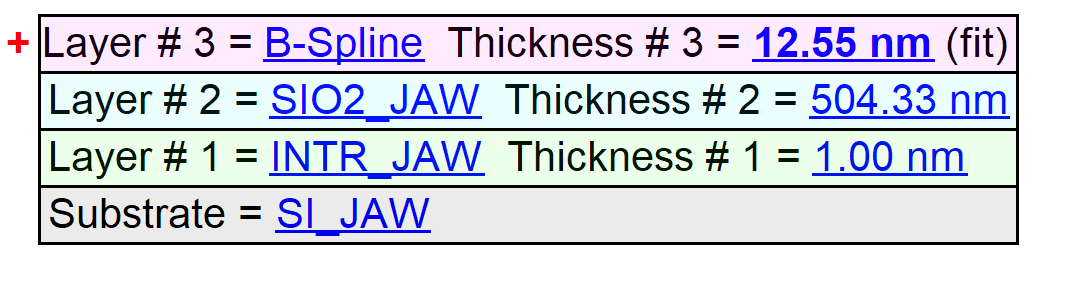 + Layer # 3 = B-Spline Thickness # 3 = 12.55 nm (fit)
Layer # 2 = SIO2_JAW Thickness # 2 = 504.33 nm
Layer # 1 = INTR_JAW Thickness # 1 = 1.00 nm
Substrate = SI_JAW